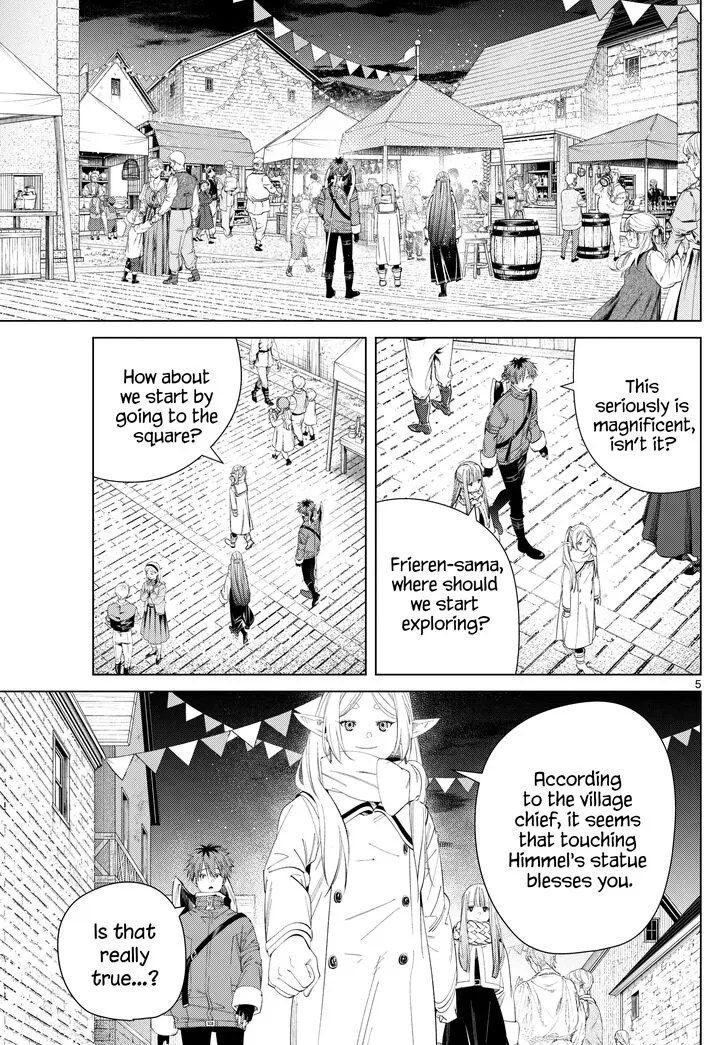 This
seriously is
magnificent,
isn't it?
Frieren-sama,
where should
we start
exploring?
How about
we start by
going to the
square?
5
According
to the village
chief, it seems
that touching
Himmel's statue
blesses you.
Is that
really
true...?